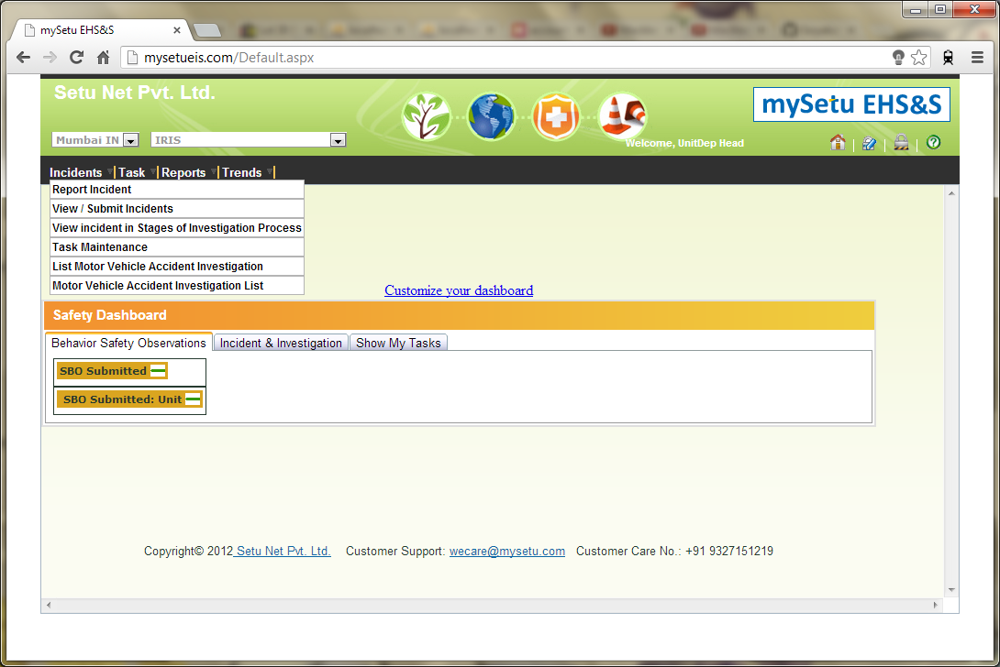 mySetu EHS&S
mysetueis.com/Default.aspx
Setu Net Pvt. Ltd.
mySetu EHS&S
Mumbai IN IRIS
Welcome, UnitDep Head
Incidents Task Reports Trends
Report Incident
View / Submit Incidents
View incident in Stages of Investigation Process
Task Maintenance
List Motor Vehicle Accident Investigation
Motor Vehicle Accident Investigation List
Customize your dashboard
Safety Dashboard
Behavior Safety Observations Incident & Investigation Show My Tasks
SBO Submitted
SBO Submitted: Unit
Copyright© 2012 Setu Net Pvt. Ltd. Customer Support: wecare@mysetu.com Customer Care No.: +91 9327151219